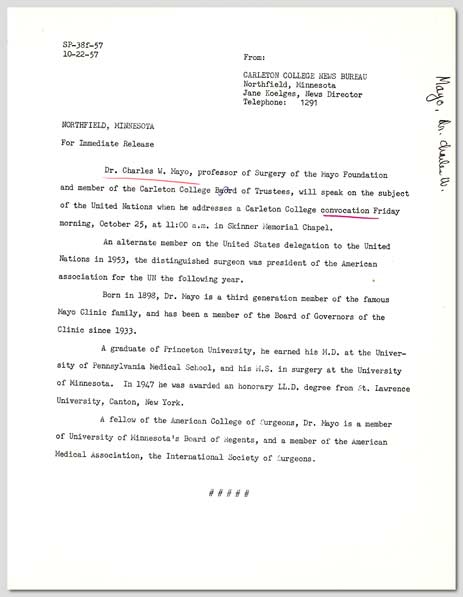 SP-38f-57
10-22-57
From:
CARLETON COLLEGE NEWS BUREAU
Northfield, Minnesota
Jane Koelges, News Director
Telephone: 1291
Mayo, Dr. Charles W.
NORTHFIELD, MINNESOTA
For Immediate Release
Dr. Charles W. Mayo, professor of Surgery of the Mayo Foundation
and member of the Carleton College Board of Trustees, will speak on the subject
of the United Nations when he addresses a Carleton College convocation Friday
morning, October 25, at 11:00 a.m. in Skinner Memorial Chapel.
An alternate member on the United States delegation to the United
Nations in 1953, the distinguished surgeon was president of the American
association for the UN the following year.
Born in 1898, Dr. Mayo is a third generation member of the famous
Mayo Clinic family, and has been a member of the Board of Governors of the
Clinic since 1933.
A graduate of Princeton University, he earned his M.D. at the Univer-
sity of Pennsylvania Medical School, and his M.S. in surgery at the University
of Minnesota. In 1947 he was awarded an honorary LL.D. degree from St. Lawrence
University, Canton, New York.
A fellow of the American College of Surgeons, Dr. Mayo is a member
of University of Minnesota's Board of Regents, and a member of the American
Medical Association, the International Society of Surgeons.
# # # # #